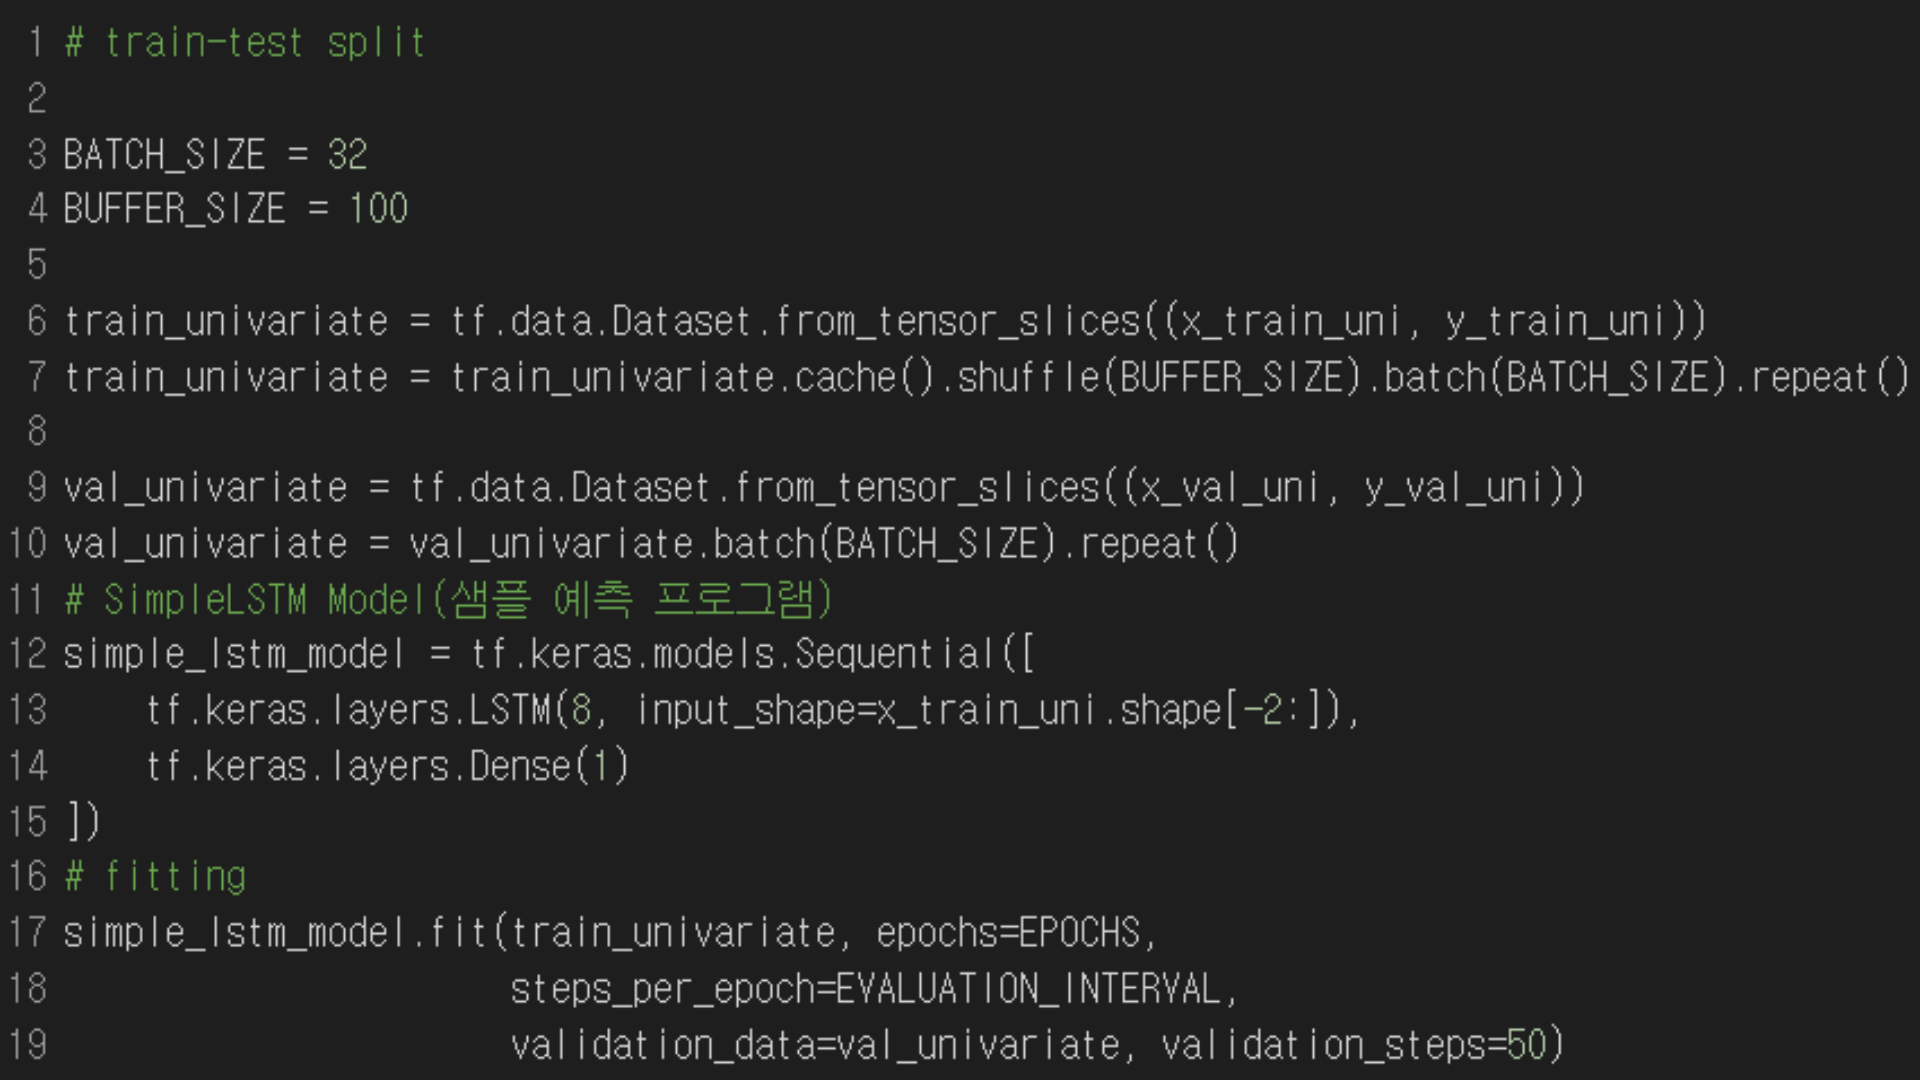 1 # train-test split
2
3 BATCH_SIZE = 32
4 BUFFER_SIZE = 100
5
6 train_univariate = tf.data.Dataset.from_tensor_slices((x_train_uni, y_train_uni))
7 train_univariate = train_univariate.cache().shuffle(BUFFER_SIZE).batch(BATCH_SIZE).repeat()
8
9 val_univariate = tf.data.Dataset.from_tensor_slices((x_val_uni, y_val_uni))
10 val_univariate = val_univariate.batch(BATCH_SIZE).repeat()
11 # SimpleLSTM Model(샘플 예측 프로그램)
12 simple_lstm_model = tf.keras.models.Sequential([
13     tf.keras.layers.LSTM(8, input_shape=x_train_uni.shape[-2:]),
14     tf.keras.layers.Dense(1)
15 ])
16 # fitting
17 simple_lstm_model.fit(train_univariate, epochs=EPOCHS,
18                       steps_per_epoch=EVALUATION_INTERVAL,
19                       validation_data=val_univariate, validation_steps=50)